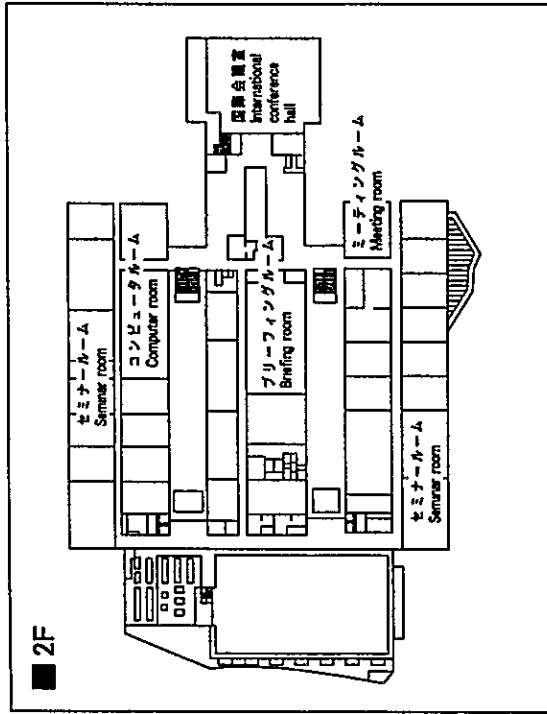 ■ 2F
セミナールーム
Seminar room
コンピュータルーム
Computer room
国際会議室
International
conference
hall
ブリーフィングルーム
Briefing room
ミーティングルーム
Meeting room
セミナールーム
Seminar room